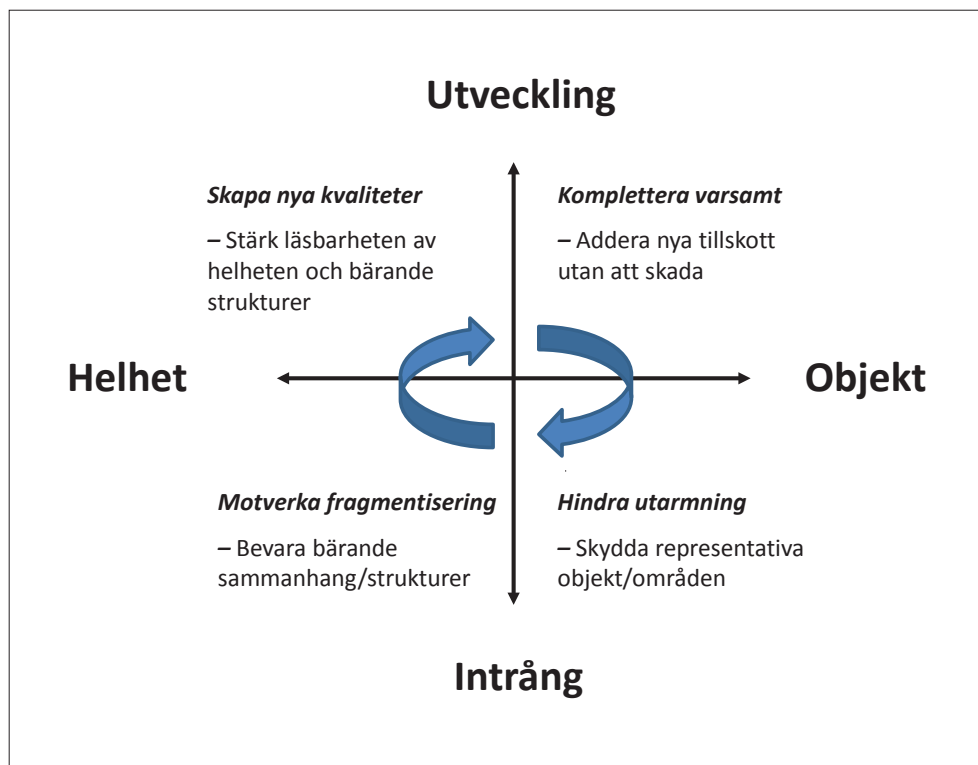 Utveckling
Skapa nya kvaliteter
– Stärk läsbarheten av
helheten och bärande
strukturer
Komplettera varsamt
– Addera nya tillskott
utan att skada
Helhet
Objekt
Motverka fragmentisering
– Bevara bärande
sammanhang/strukturer
Hindra utarmning
– Skydda representativa
objekt/områden
Intrång